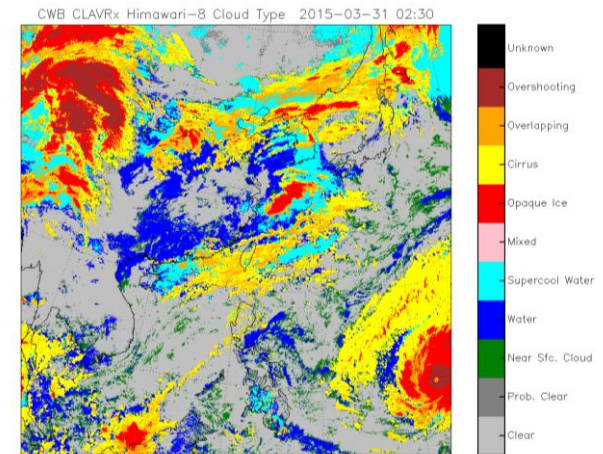 CWB CLAVRx Himawari-8 Cloud Type 2015-03-31 02:30
Unknown
Overshooting
Overlapping
Cirrus
Opaque Ice
Mixed
Supercool Water
Water
Near Sfc. Cloud
Prob. Clear
Clear